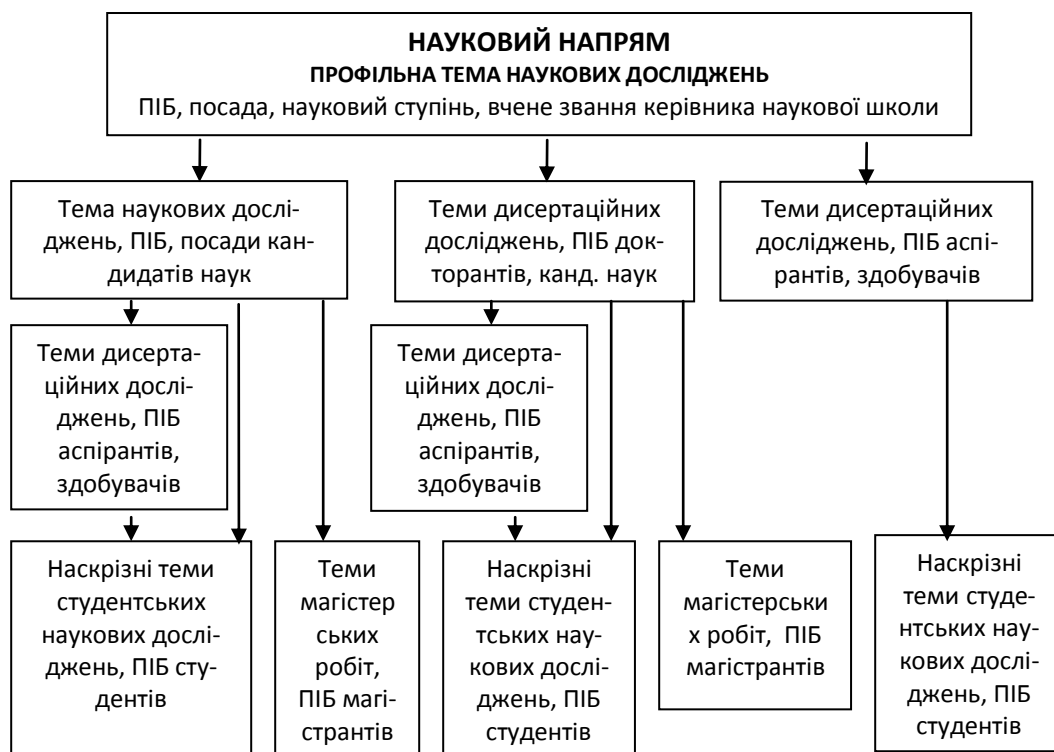 НАУКОВИЙ НАПРЯМ
ПРОФІЛЬНА ТЕМА НАУКОВИХ ДОСЛІДЖЕНЬ
ПІБ, посада, науковий ступінь, вчене звання керівника наукової школи
Тема наукових дослі-
джень, ПІБ, посади кан-
дидатів наук
Теми дисертаційних
досліджень, ПІБ док-
торантів, канд. наук
Теми дисертаційних
досліджень, ПІБ аспі-
рантів, здобувачів
Теми дисерта-
ційних дослі-
джень, ПІБ
аспірантів,
здобувачів
Теми дисерта-
ційних дослі-
джень, ПІБ
аспірантів,
здобувачів
Наскрізні теми
студентських
наукових дослі-
джень, ПІБ сту-
дентів
Теми
магістер
ських
робіт,
ПІБ магі-
странтів
Наскрізні
теми студен-
тських нау-
кових дослі-
джень, ПІБ
студентів
Теми
магістерськи
х робіт,  ПІБ
магістрантів
Наскрізні
теми студе-
нтських нау-
кових дослі-
джень, ПІБ
студентів